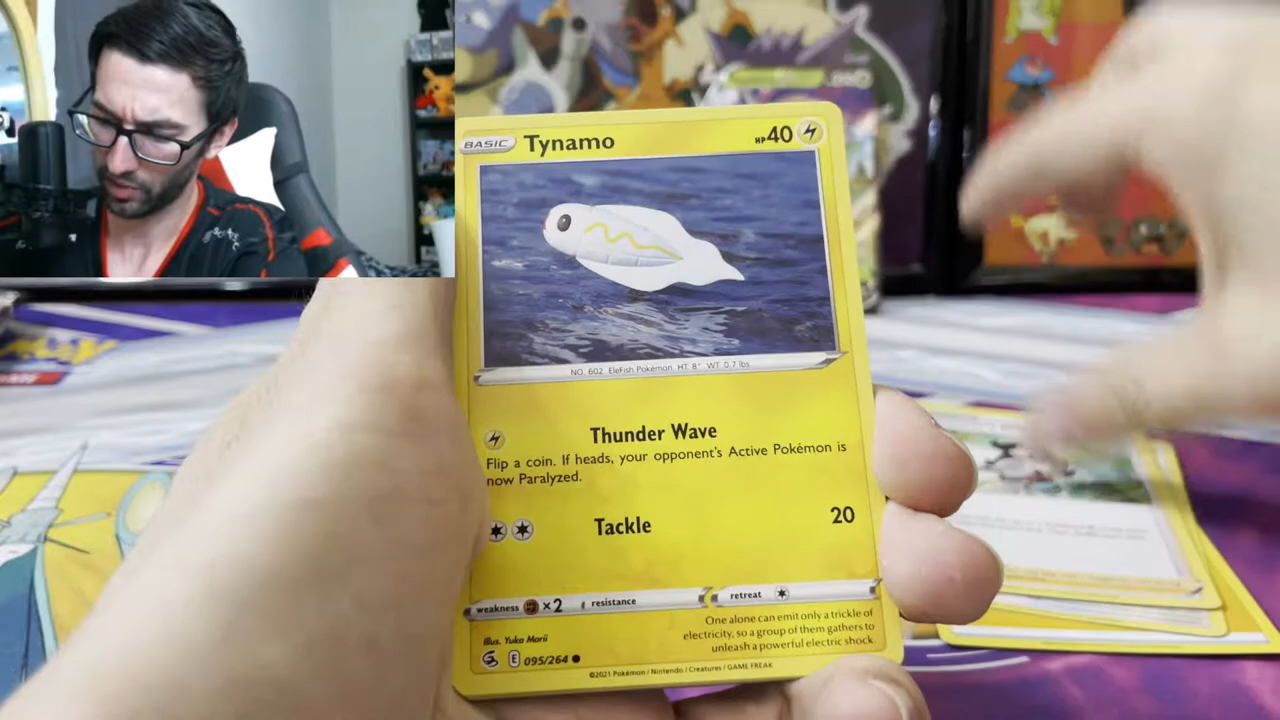 BASIC Tynamo HP 40
NO. 602 EleFish Pokémon HT: 8" WT: 0.7 lbs
Thunder Wave
Flip a coin. If heads, your opponent's Active Pokémon is
now Paralyzed.
Tackle 20
weakness ×2 resistance retreat
One alone can emit only a trickle of
electricity, so a group of them gathers to
unleash a powerful electric shock.
Illus. Yuka Morii
E 095/264
©2021 Pokémon / Nintendo / Creatures / GAME FREAK